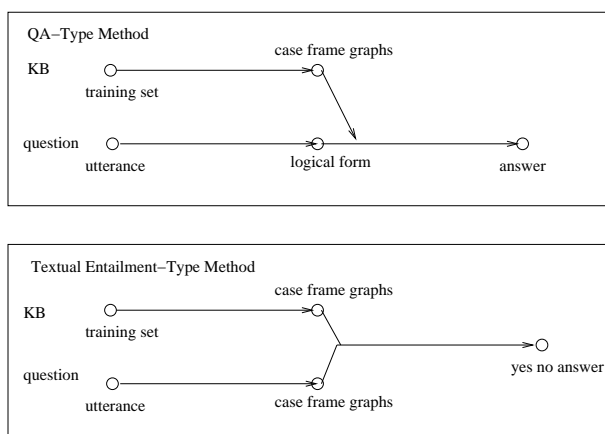 QA−Type Method
case frame graphs
KB
training set
question
utterance
logical form
answer
Textual Entailment−Type Method
case frame graphs
KB
training set
yes no answer
question
utterance
case frame graphs